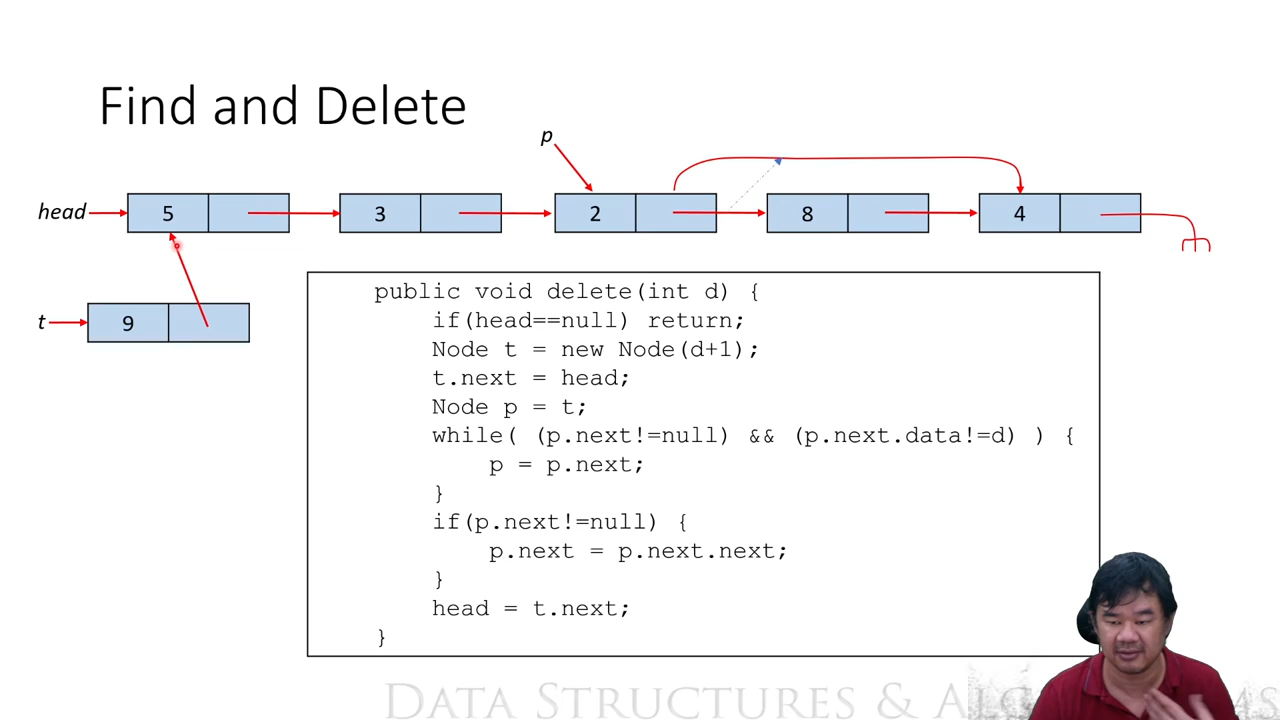 Find and Delete
p
head 5 3 2 8 4
t 9
public void delete(int d) {
if(head==null) return;
Node t = new Node(d+1);
t.next = head;
Node p = t;
while( (p.next!=null) && (p.next.data!=d) ) {
p = p.next;
}
if(p.next!=null) {
p.next = p.next.next;
}
head = t.next;
}
DATA STRUCTURES &